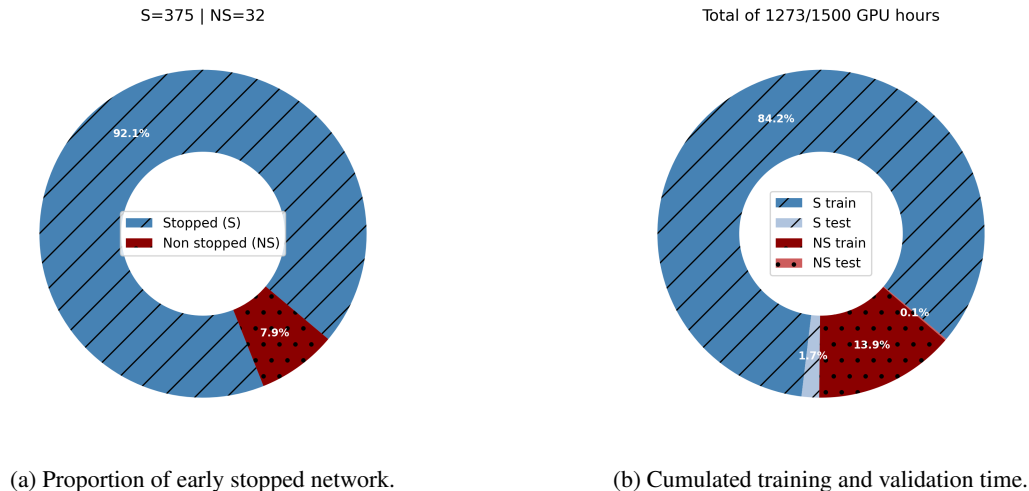 S=375 | NS=32
92.1%
Stopped (S)
Non stopped (NS)
7.9%
(a) Proportion of early stopped network.
Total of 1273/1500 GPU hours
84.2%
S train
S test
NS train
NS test
0.1%
13.9%
1.7%
(b) Cumulated training and validation time.